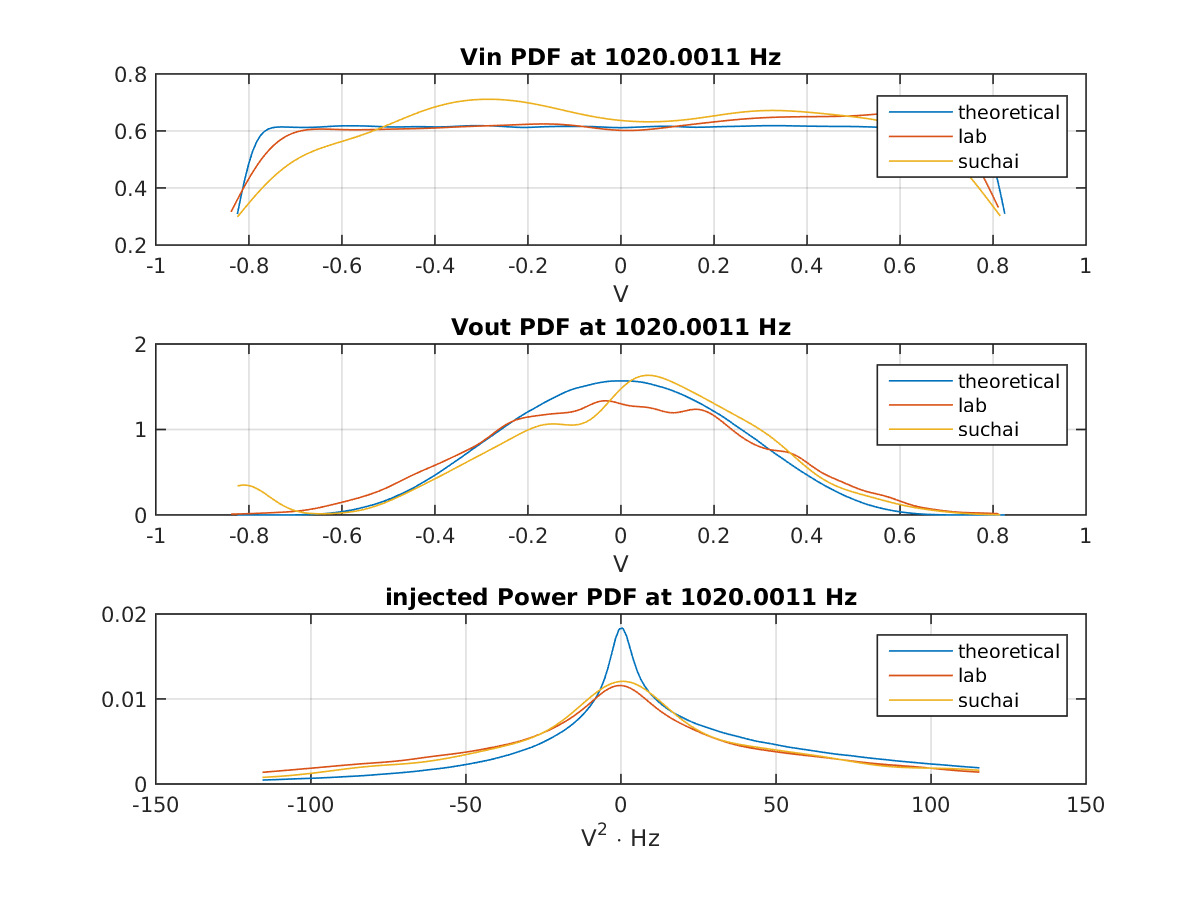 Vin PDF at 1020.0011 Hz
0.8
0.6
0.4
0.2
-1 -0.8 -0.6 -0.4 -0.2 0 0.2 0.4 0.6 0.8 1
V
theoretical
lab
suchai
Vout PDF at 1020.0011 Hz
2
1
0
-1 -0.8 -0.6 -0.4 -0.2 0 0.2 0.4 0.6 0.8 1
V
theoretical
lab
suchai
injected Power PDF at 1020.0011 Hz
0.02
0.01
0
-150 -100 -50 0 50 100 150
V² · Hz
theoretical
lab
suchai